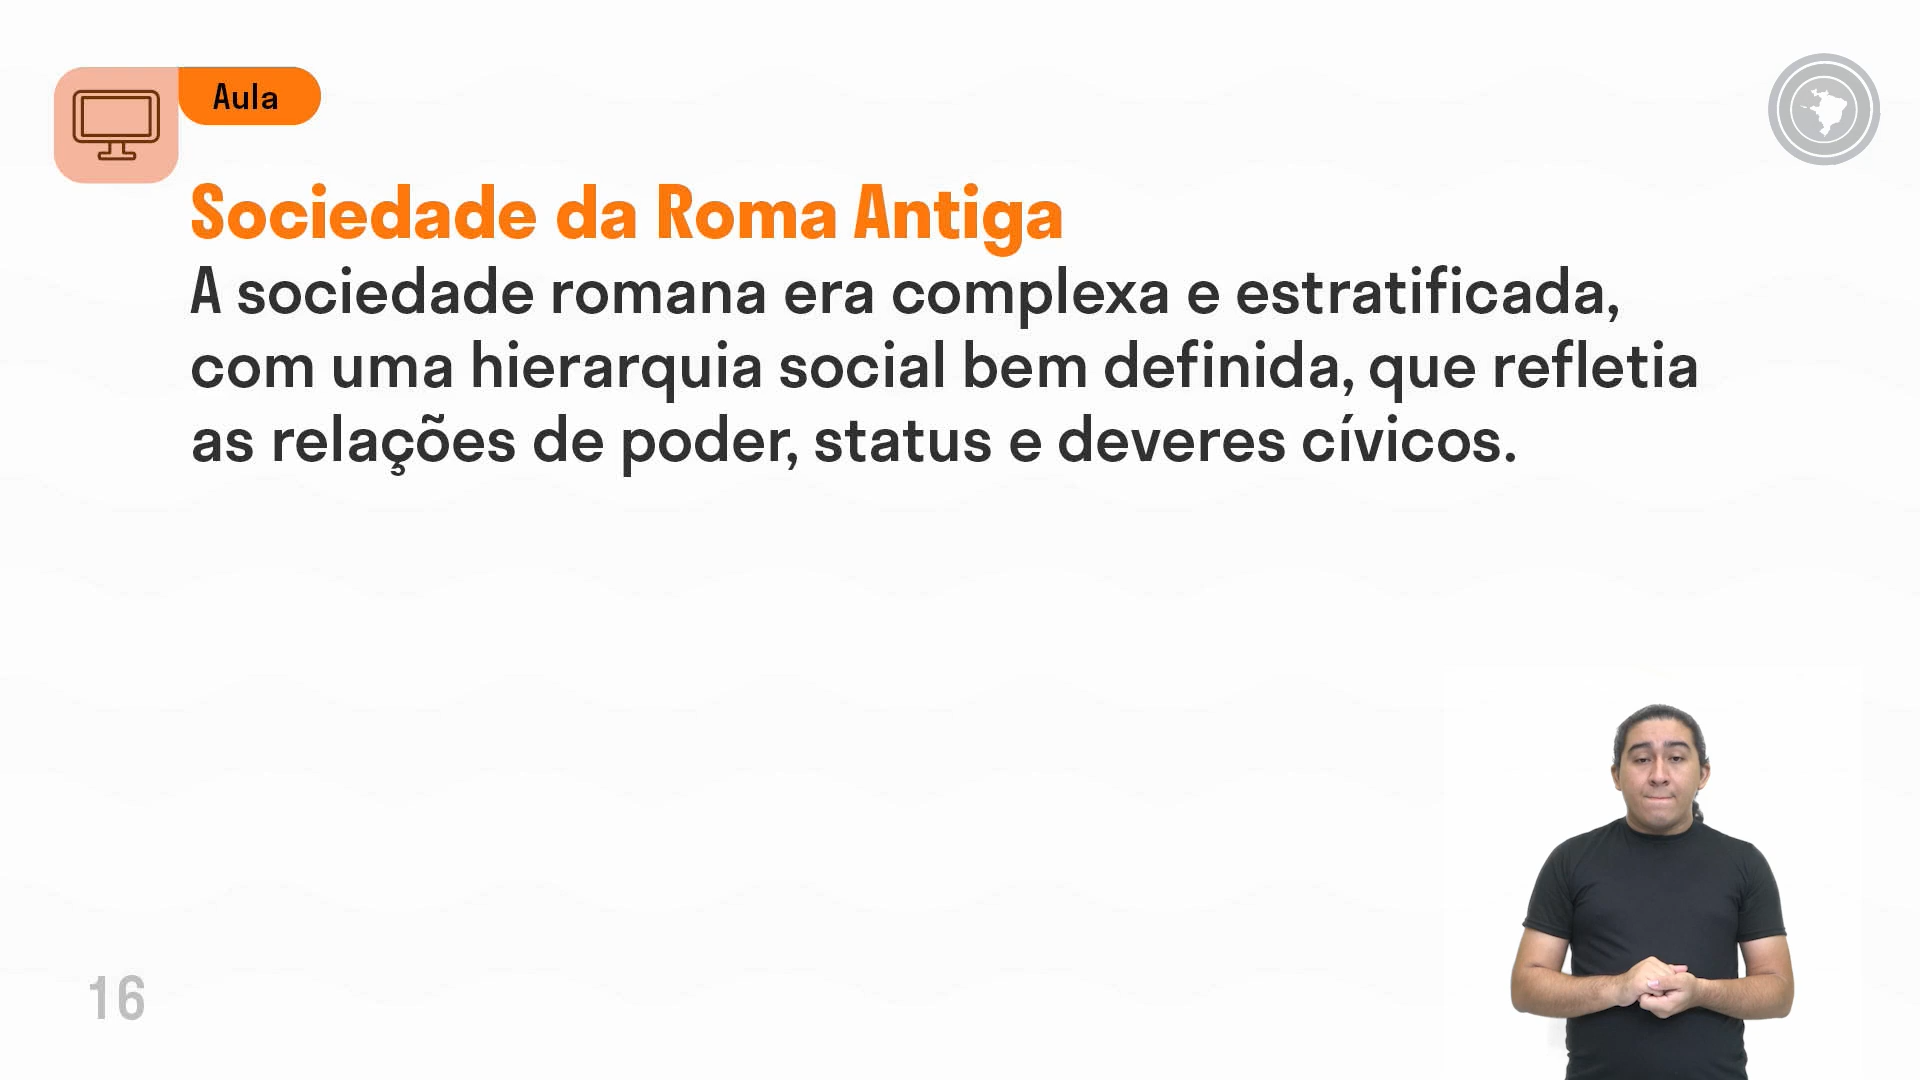 Aula
Sociedade da Roma Antiga
A sociedade romana era complexa e estratificada,
com uma hierarquia social bem definida, que refletia
as relações de poder, status e deveres cívicos.
16